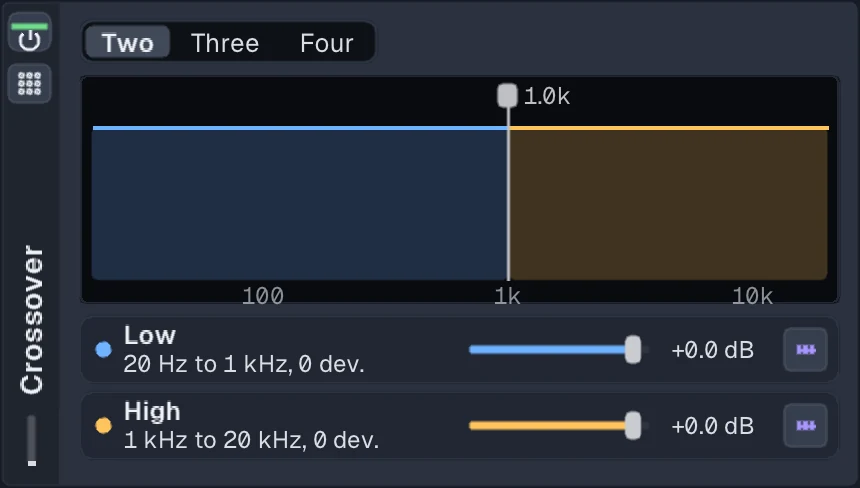 Two Three Four
1.0k
100 1k 10k
Crossover
Low
20 Hz to 1 kHz, 0 dev.
+0.0 dB
High
1 kHz to 20 kHz, 0 dev.
+0.0 dB